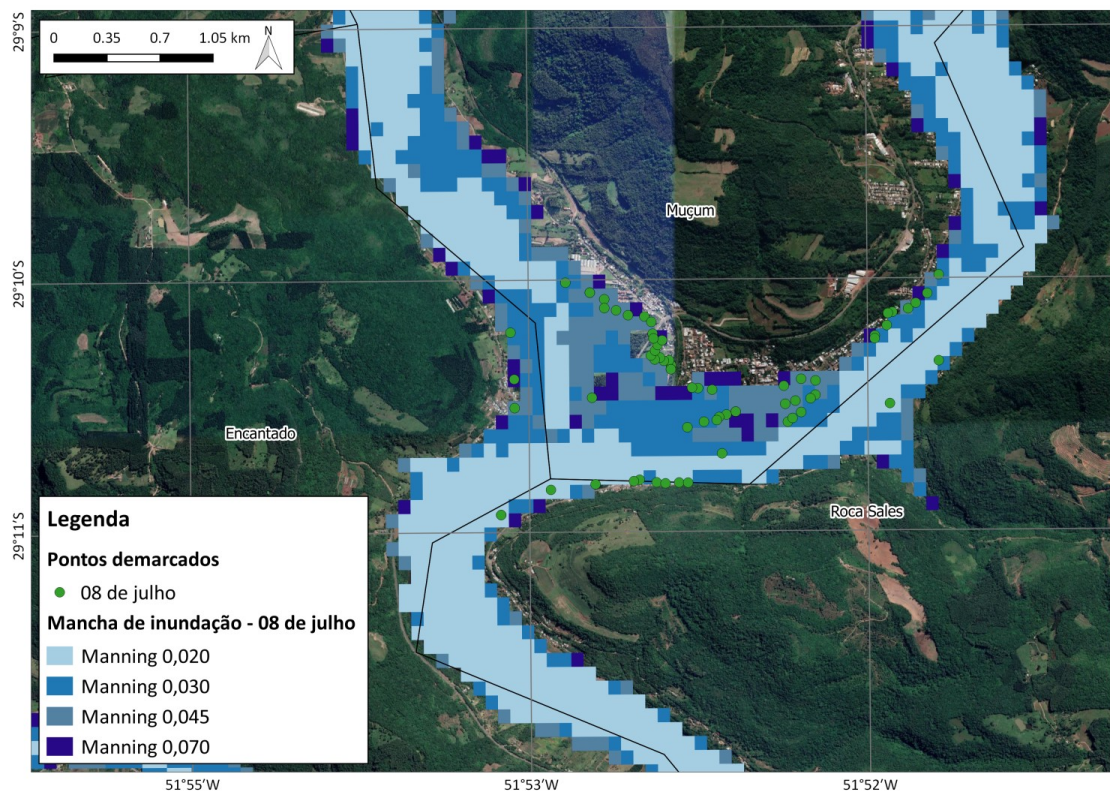 29°9'S
0 0.35 0.7 1.05 km
N
Muçum
29°10'S
Encantado
Roca Sales
29°11'S
Legenda
Pontos demarcados
08 de julho
Mancha de inundação - 08 de julho
Manning 0,020
Manning 0,030
Manning 0,045
Manning 0,070
51°55'W 51°53'W 51°52'W